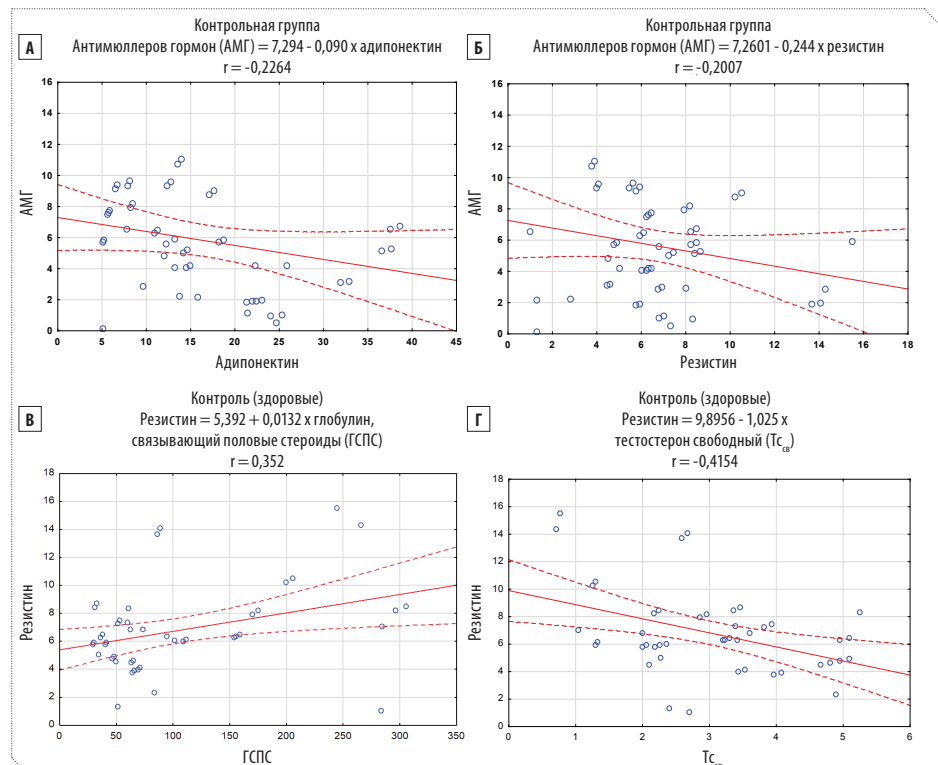 А
Контрольная группа
Антимюллеров гормон (АМГ) = 7,294 - 0,090 x адипонектин
r = -0,2264
АМГ
16
14
12
10
8
6
4
2
0
0 5 10 15 20 25 30 35 40 45
Адипонектин
Б
Контрольная группа
Антимюллеров гормон (АМГ) = 7,2601 - 0,244 x резистин
r = -0,2007
АМГ
16
14
12
10
8
6
4
2
0
0 2 4 6 8 10 12 14 16 18
Резистин
В
Контроль (здоровые)
Резистин = 5,392 + 0,0132 x глобулин,
связывающий половые стероиды (ГСПС)
r = 0,352
Резистин
18
16
14
12
10
8
6
4
2
0
0 50 100 150 200 250 300 350
ГСПС
Г
Контроль (здоровые)
Резистин = 9,8956 - 1,025 x
тестостерон свободный (Тс св)
r = -0,4154
Резистин
18
16
14
12
10
8
6
4
2
0
0 1 2 3 4 5 6
Тс св